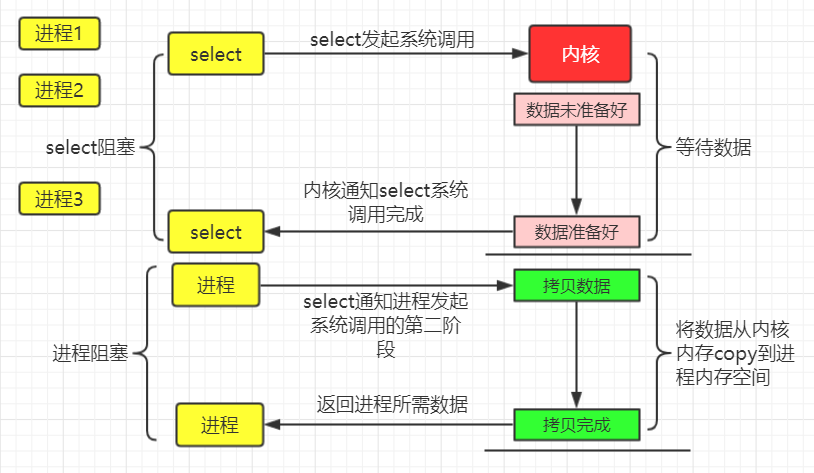 进程1
select
select发起系统调用
内核
进程2
数据未准备好
select阻塞
等待数据
进程3
内核通知select系统
调用完成
select
数据准备好
进程
拷贝数据
select通知进程发起
系统调用的第二阶
段
进程阻塞
将数据从内核
内存copy到进
程内存空间
返回进程所需数据
进程
拷贝完成